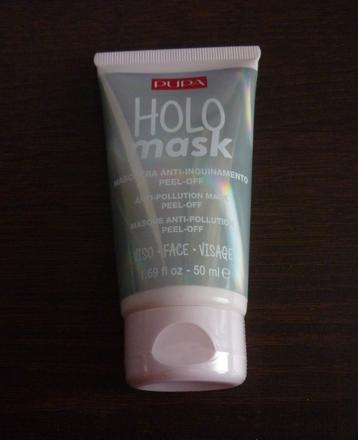 PUPA
HOLO
mask
MASCHERA ANTI-INQUINAMENTO
PEEL-OFF
ANTI-POLLUTION MASK
PEEL-OFF
MASQUE ANTI-POLLUTION
PEEL-OFF
VISO · FACE · VISAGE
1.69 fl oz - 50 ml ℮